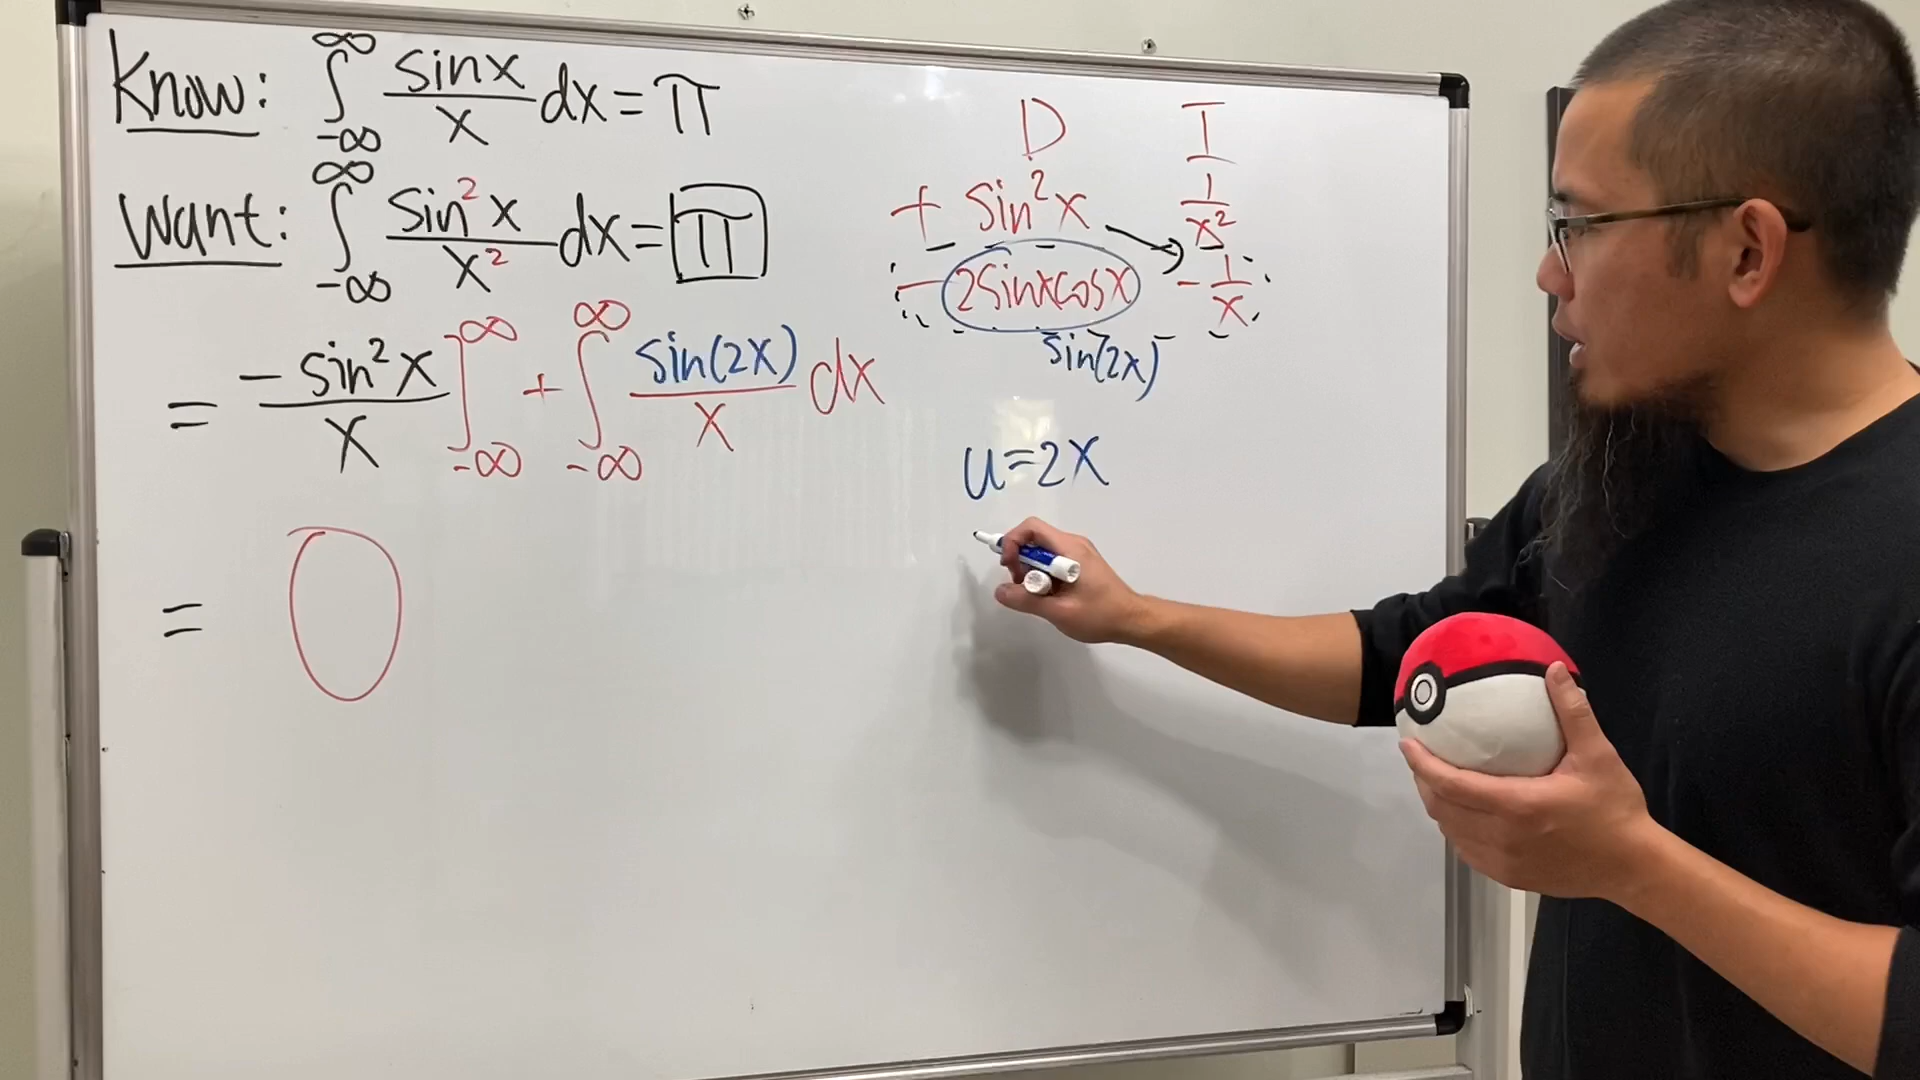 Know: ∫_{-∞}^{∞} sinx/x dx = π
Want: ∫_{-∞}^{∞} sin²x/x² dx = π
= -sin²x/x ]_{-∞}^{∞} + ∫_{-∞}^{∞} sin(2x)/x dx
= 0
D I
+ sin²x 1/x²
- 2sinxcosx -1/x
sin(2x)
u=2x